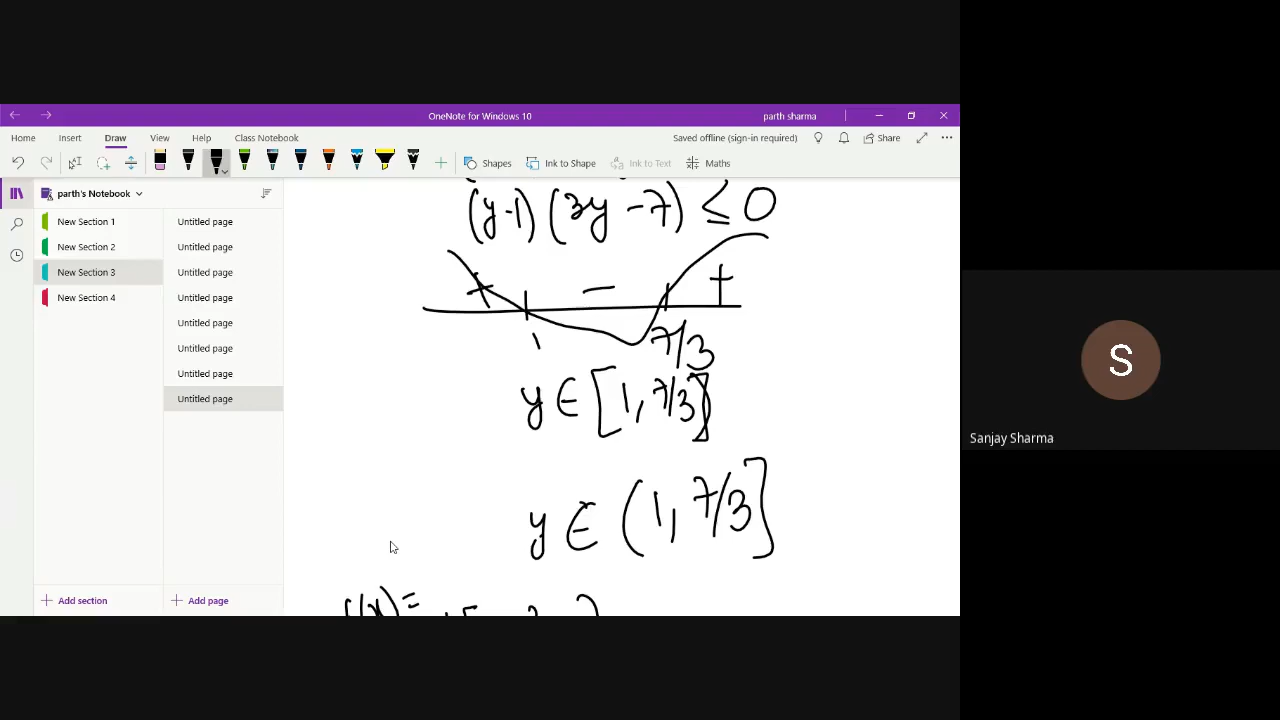 OneNote for Windows 10
parth sharma
Home Insert Draw View Help Class Notebook
Saved offline (sign-in required)
Share
Shapes Ink to Shape Ink to Text Maths
parth's Notebook
New Section 1
New Section 2
New Section 3
New Section 4
Untitled page
Untitled page
Untitled page
Untitled page
Untitled page
Untitled page
Untitled page
Untitled page
Add section
Add page
(y-1) (3y-7) ≤ 0
+ − +
1 7/3
y ∈ [1, 7/3]
y ∈ (1, 7/3]
f(x) =
S
Sanjay Sharma